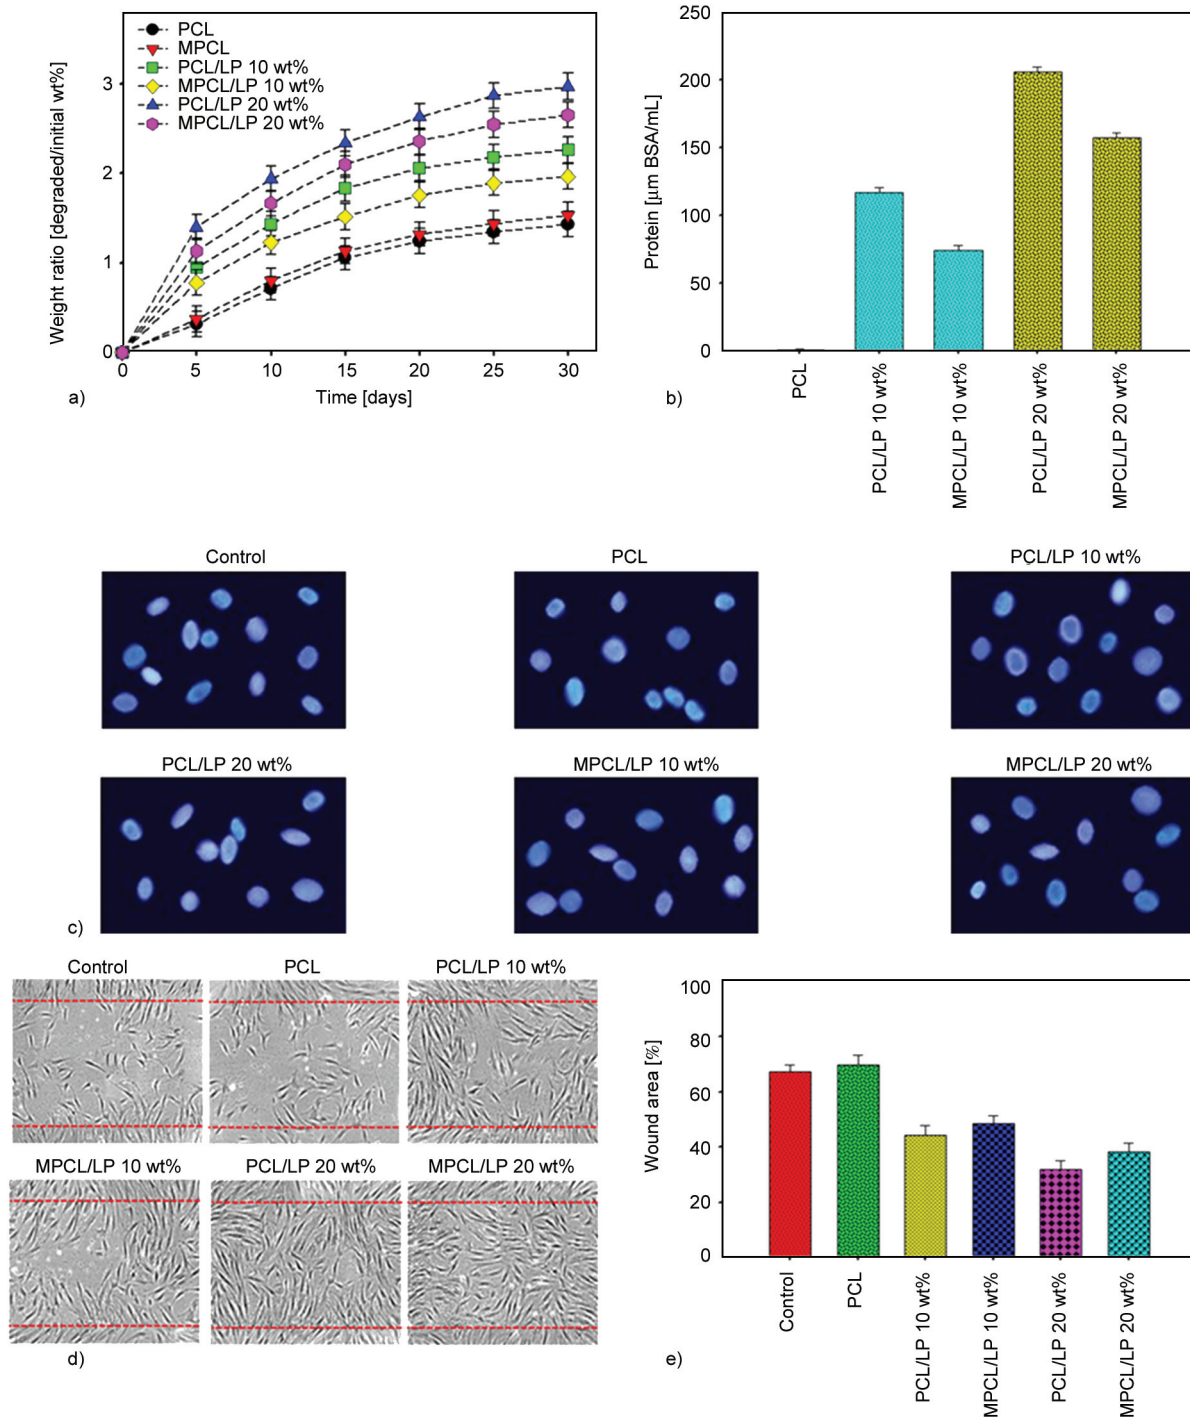 PCL
MPCL
PCL/LP 10 wt%
MPCL/LP 10 wt%
PCL/LP 20 wt%
MPCL/LP 20 wt%
Weight ratio [degraded/initial wt%]
3
2
1
0
0 5 10 15 20 25 30
Time [days]
a)
Protein [µm BSA/mL]
250
200
150
100
50
0
PCL
PCL/LP 10 wt%
MPCL/LP 10 wt%
PCL/LP 20 wt%
MPCL/LP 20 wt%
b)
Control PCL PCL/LP 10 wt%
PCL/LP 20 wt% MPCL/LP 10 wt% MPCL/LP 20 wt%
c)
Control PCL PCL/LP 10 wt%
MPCL/LP 10 wt% PCL/LP 20 wt% MPCL/LP 20 wt%
d)
Wound area [%]
100
80
60
40
20
0
Control
PCL
PCL/LP 10 wt%
MPCL/LP 10 wt%
PCL/LP 20 wt%
MPCL/LP 20 wt%
e)